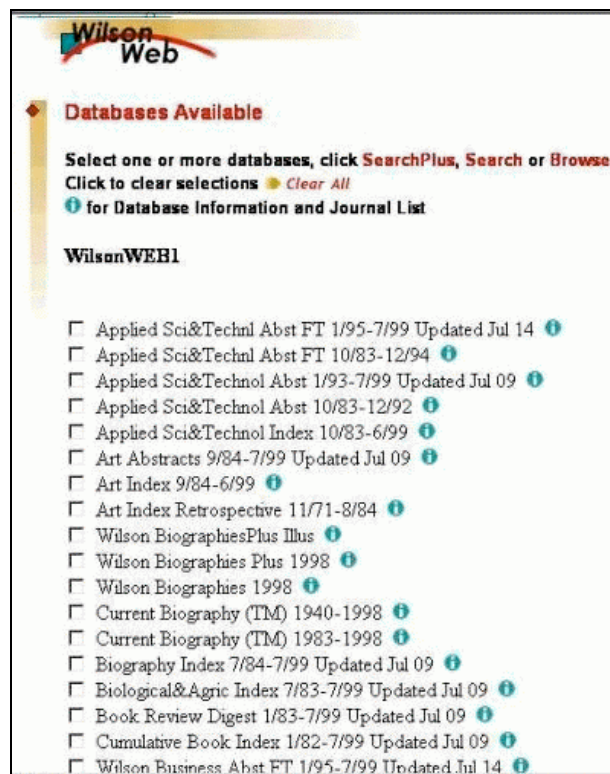 Wilson
Web
Databases Available
Select one or more databases, click SearchPlus, Search or Browse
Click to clear selections Clear All
for Database Information and Journal List
WilsonWEB1
Applied Sci&Technl Abst FT 1/95-7/99 Updated Jul 14
Applied Sci&Technl Abst FT 10/83-12/94
Applied Sci&Technol Abst 1/93-7/99 Updated Jul 09
Applied Sci&Technol Abst 10/83-12/92
Applied Sci&Technol Index 10/83-6/99
Art Abstracts 9/84-7/99 Updated Jul 09
Art Index 9/84-6/99
Art Index Retrospective 11/71-8/84
Wilson BiographiesPlus Illus
Wilson Biographies Plus 1998
Wilson Biographies 1998
Current Biography (TM) 1940-1998
Current Biography (TM) 1983-1998
Biography Index 7/84-7/99 Updated Jul 09
Biological&Agric Index 7/83-7/99 Updated Jul 09
Book Review Digest 1/83-7/99 Updated Jul 09
Cumulative Book Index 1/82-7/99 Updated Jul 09
Wilson Business Abst FT 1/95-7/99 Updated Jul 14